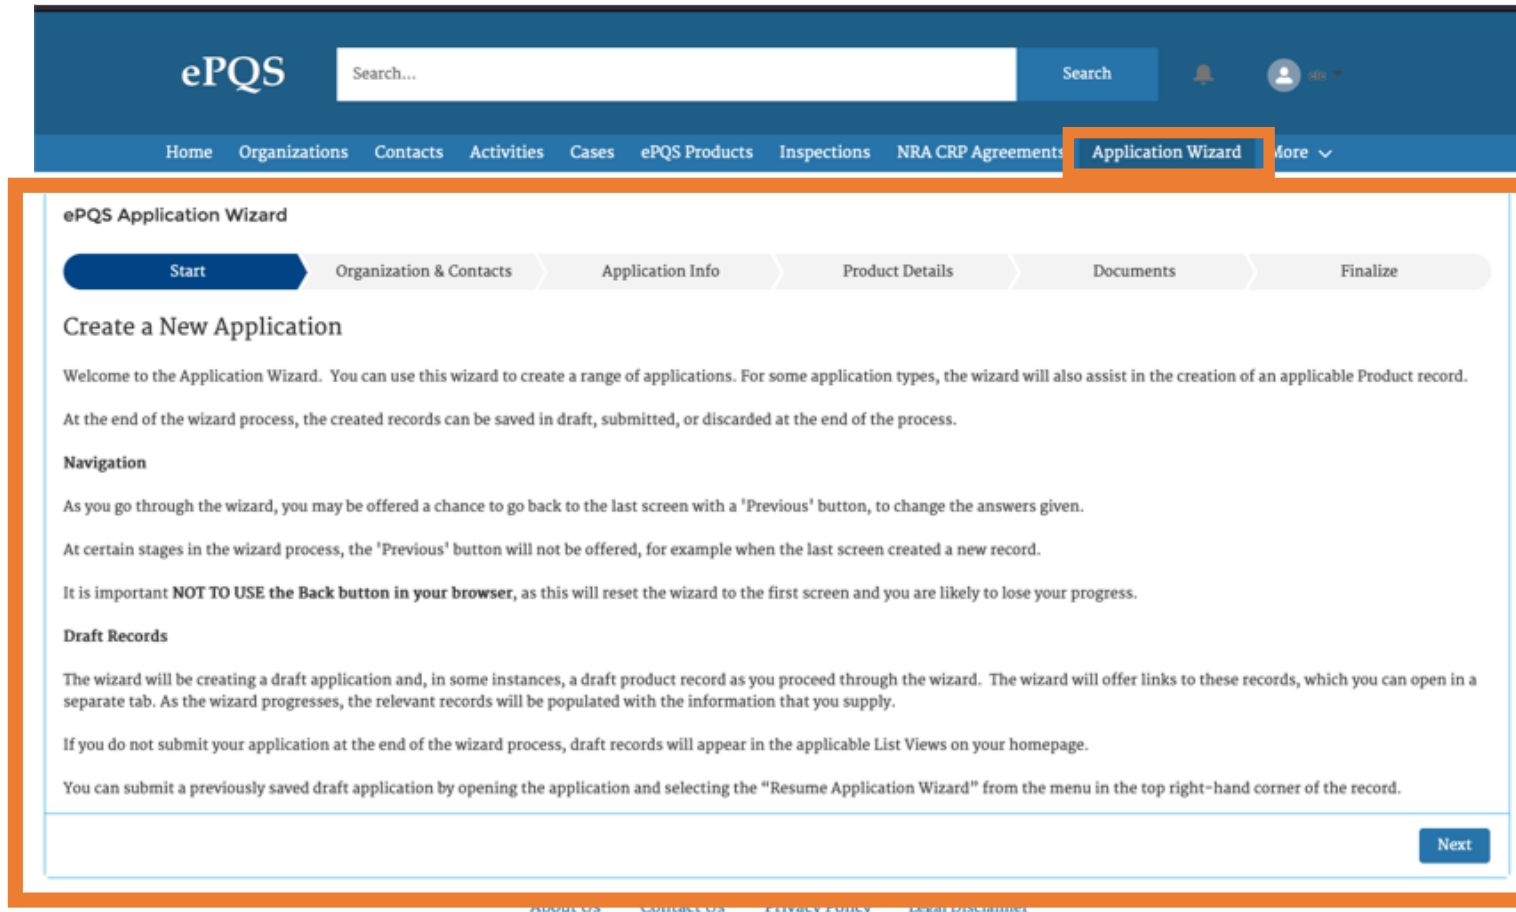 ePQS
Search...
Search
Home Organizations Contacts Activities Cases ePQS Products Inspections NRA CRP Agreements Application Wizard More
ePQS Application Wizard
Start Organization & Contacts Application Info Product Details Documents Finalize
Create a New Application
Welcome to the Application Wizard. You can use this wizard to create a range of applications. For some application types, the wizard will also assist in the creation of an applicable Product record.
At the end of the wizard process, the created records can be saved in draft, submitted, or discarded at the end of the process.
Navigation
As you go through the wizard, you may be offered a chance to go back to the last screen with a 'Previous' button, to change the answers given.
At certain stages in the wizard process, the 'Previous' button will not be offered, for example when the last screen created a new record.
It is important NOT TO USE the Back button in your browser, as this will reset the wizard to the first screen and you are likely to lose your progress.
Draft Records
The wizard will be creating a draft application and, in some instances, a draft product record as you proceed through the wizard. The wizard will offer links to these records, which you can open in a
separate tab. As the wizard progresses, the relevant records will be populated with the information that you supply.
If you do not submit your application at the end of the wizard process, draft records will appear in the applicable List Views on your homepage.
You can submit a previously saved draft application by opening the application and selecting the “Resume Application Wizard” from the menu in the top right-hand corner of the record.
Next
About Us Contact Us Privacy Policy Legal Disclaimer